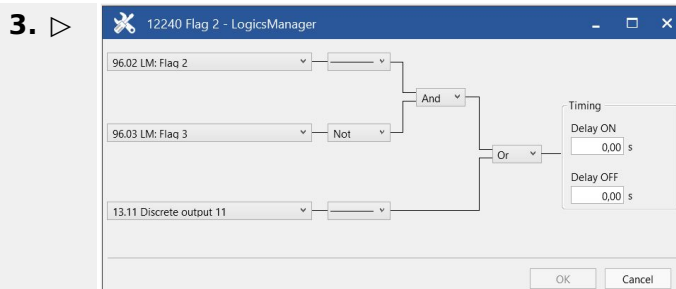 3. ▷
12240 Flag 2 - LogicsManager
96.02 LM: Flag 2
And
Timing
Delay ON
96.03 LM: Flag 3
Not
0,00 s
Or
Delay OFF
0,00 s
13.11 Discrete output 11
OK
Cancel